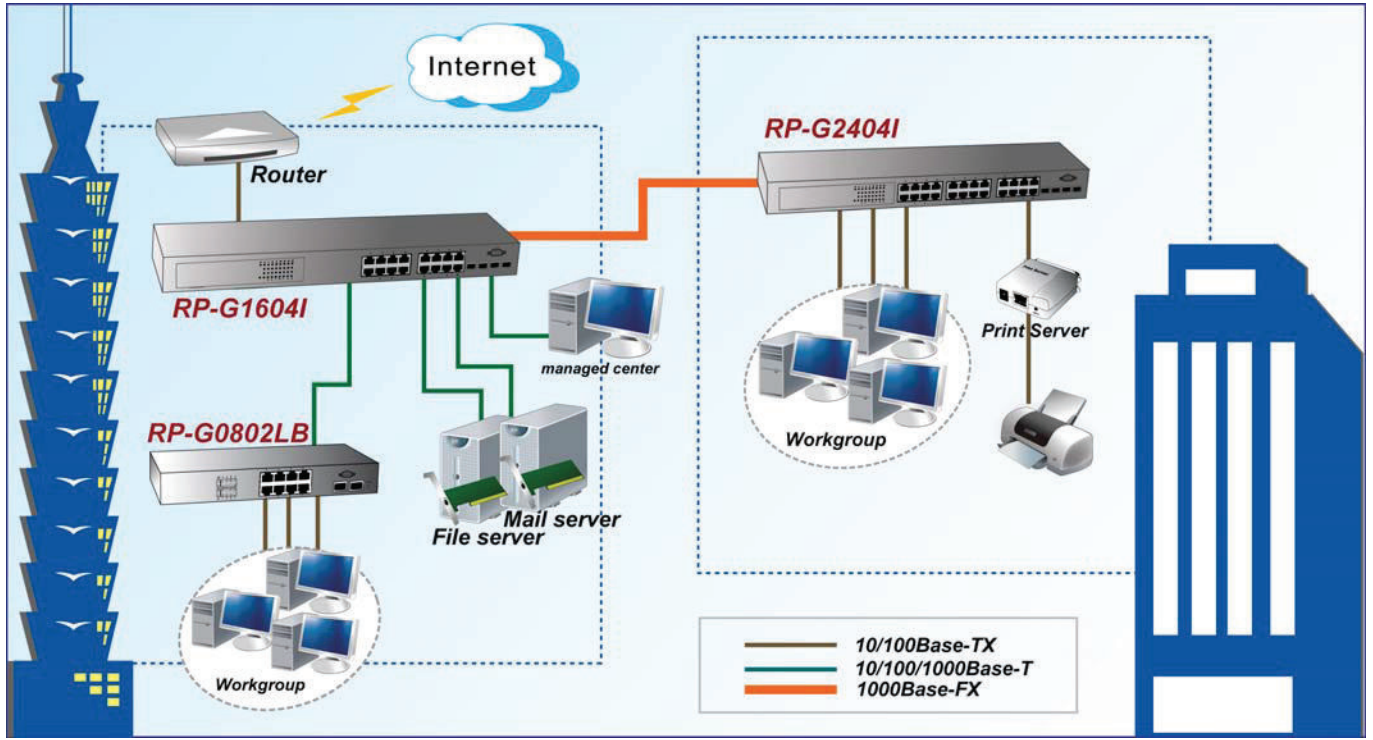 Internet
Router
RP-G2404I
RP-G1604I
Print Server
managed center
RP-G0802LB
Workgroup
Mail server
File server
Workgroup
10/100Base-TX
10/100/1000Base-T
1000Base-FX